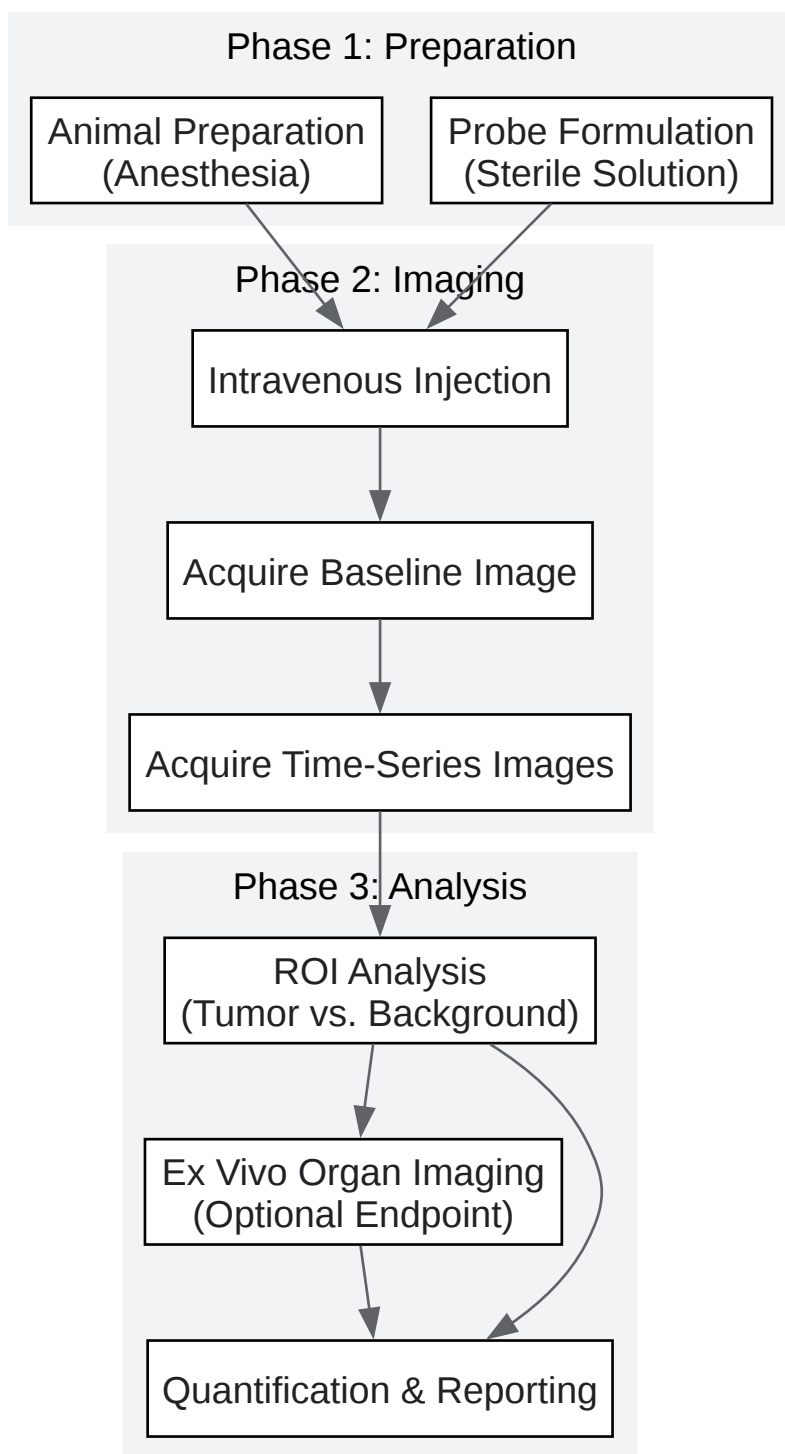 Phase 1: Preparation
Animal Preparation
(Anesthesia)
Probe Formulation
(Sterile Solution)
Phase 2: Imaging
Intravenous Injection
Acquire Baseline Image
Acquire Time-Series Images
Phase 3: Analysis
ROI Analysis
(Tumor vs. Background)
Ex Vivo Organ Imaging
(Optional Endpoint)
Quantification & Reporting